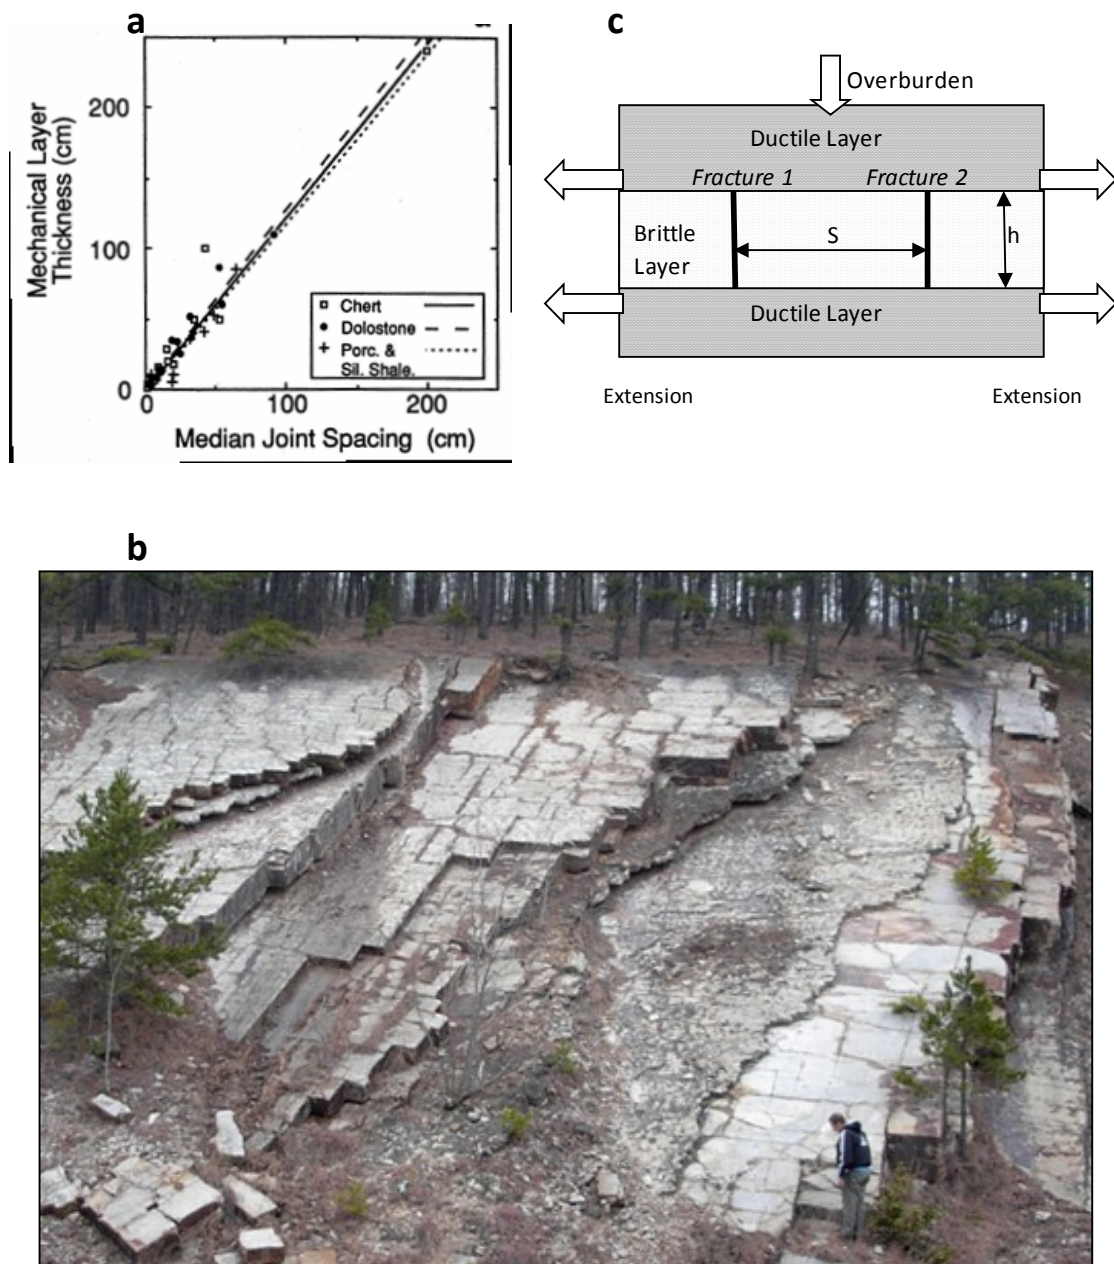 a
Mechanical Layer
Thickness (cm)
200
100
0
Chert
Dolostone
Porc. &
Sil. Shale.
0
100
200
Median Joint Spacing (cm)
c
Overburden
Ductile Layer
Fracture 1
Fracture 2
Brittle
Layer
S
h
Ductile Layer
Extension
Extension
b